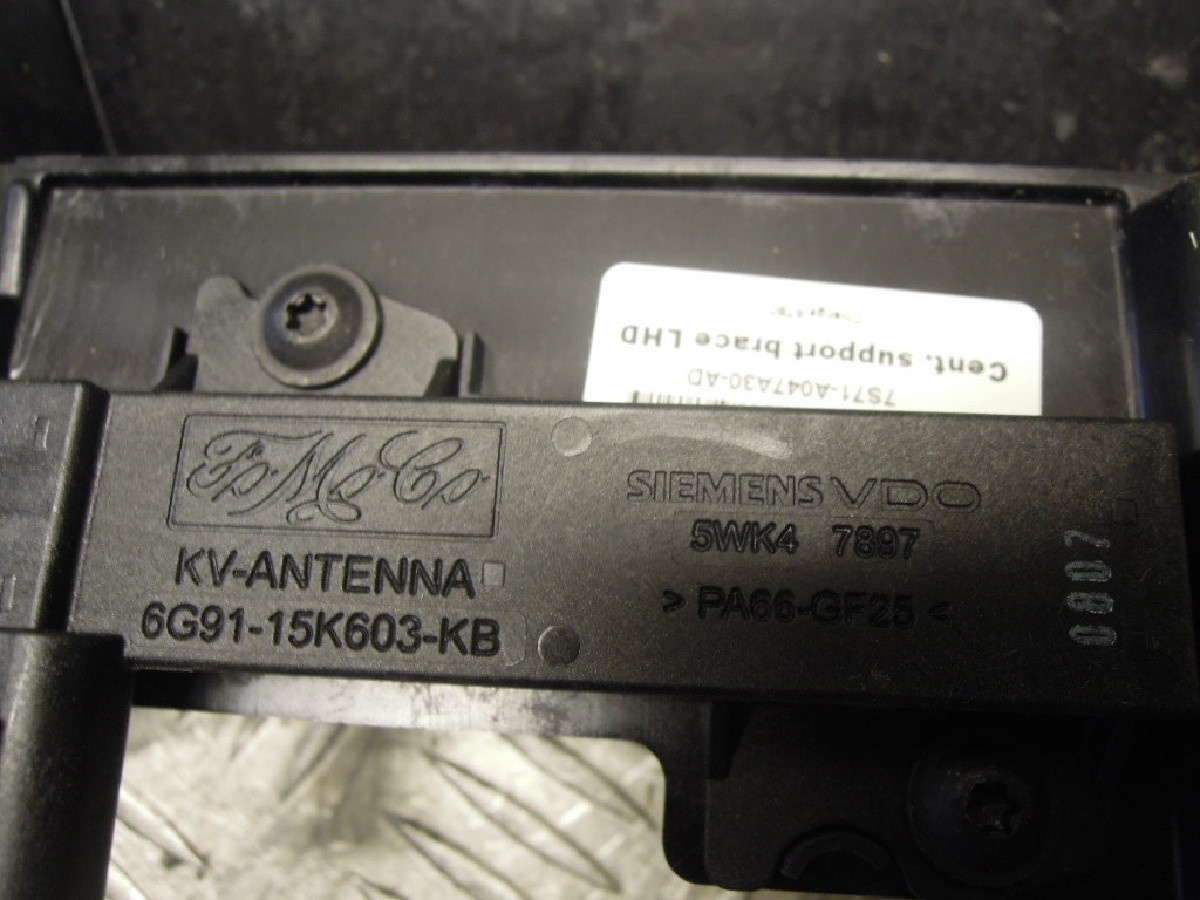 Cent. support brace LHD
7S71-A047A30-AD
FoMoCo
KV-ANTENNA
6G91-15K603-KB
SIEMENS VDO
5WK4 7897
> PA66-GF25 <
0807